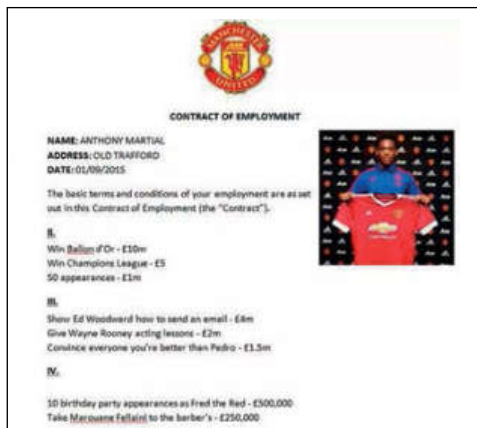 MANCHESTER
UNITED
CONTRACT OF EMPLOYMENT
NAME: ANTHONY MARTIAL
ADDRESS: OLD TRAFFORD
DATE: 01/09/2015
The basic terms and conditions of your employment are as set
out in this Contract of Employment (the "Contract").
II.
Win Ballon d'Or - £10m
Win Champions League - £5
50 appearances - £1m
III.
Show Ed Woodward how to send an email - £4m
Give Wayne Rooney acting lessons - £2m
Convince everyone you're better than Pedro - £1.5m
IV.
10 birthday party appearances as Fred the Red - £500,000
Take Marouane Fellaini to the barber's - £250,000
CHEVROLET